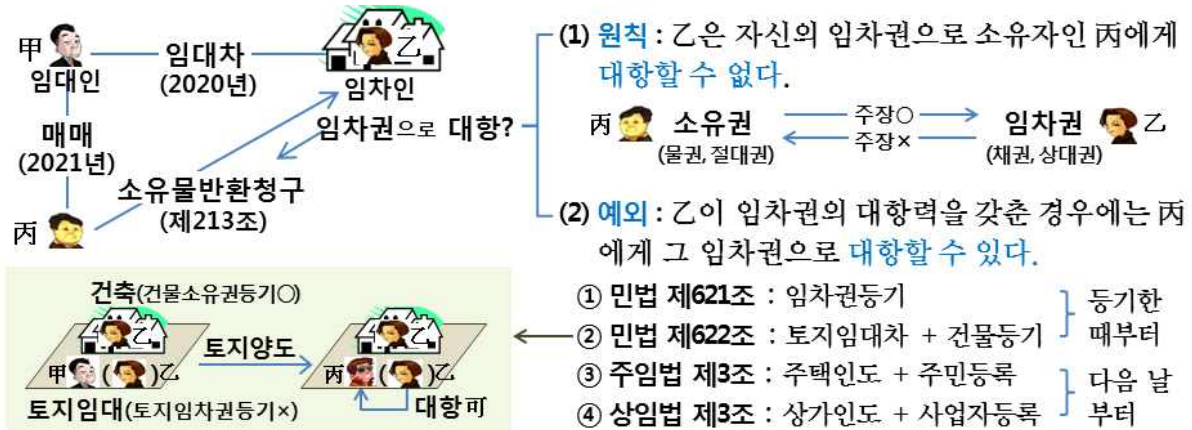 甲
임대인
임대차
(2020년)
乙
임차인
매매
(2021년)
임차권으로 대항?
소유물반환청구
(제213조)
丙
(1) 원칙 : 乙은 자신의 임차권으로 소유자인 丙에게
대항할 수 없다.
丙 소유권 주장○ 임차권 乙
(물권, 절대권) 주장× (채권, 상대권)
(2) 예외 : 乙이 임차권의 대항력을 갖춘 경우에는 丙
에게 그 임차권으로 대항할 수 있다.
① 민법 제621조 : 임차권등기
② 민법 제622조 : 토지임대차 + 건물등기
등기한
때부터
③ 주임법 제3조 : 주택인도 + 주민등록
④ 상임법 제3조 : 상가인도 + 사업자등록
다음 날
부터
건축(건물소유권등기○)
乙
甲 ( )乙
토지양도
乙
丙 ( )乙
토지임대(토지임차권등기×)
대항可